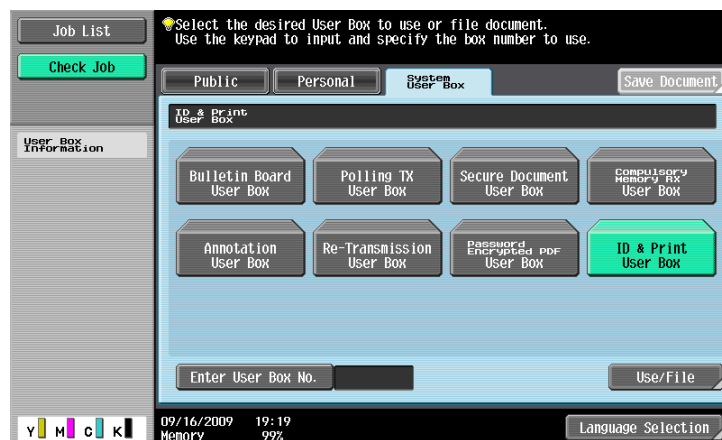 Job List
Check Job
Select the desired User Box to use or file document.
Use the keypad to input and specify the box number to use.
Public
Personal
System
User Box
Save Document
ID & Print
User Box
User Box
Information
Bulletin Board
User Box
Polling TX
User Box
Secure Document
User Box
Compulsory
Memory RX
User Box
Annotation
User Box
Re-Transmission
User Box
Password
Encrypted PDF
User Box
ID & Print
User Box
Enter User Box No.
Use/File
Y M C K
09/16/2009 19:19
Memory 99%
Language Selection